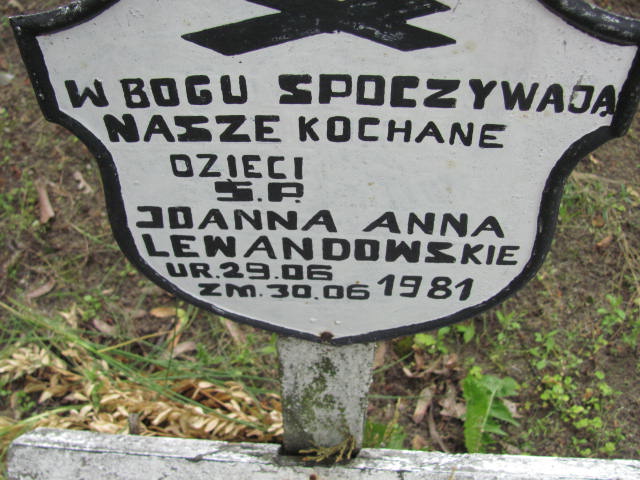 W BOGU SPOCZYWAJĄ
NASZE KOCHANE
DZIECI
Ś.P.
JOANNA ANNA
LEWANDOWSKIE
UR.29.06
ZM.30.06 1981